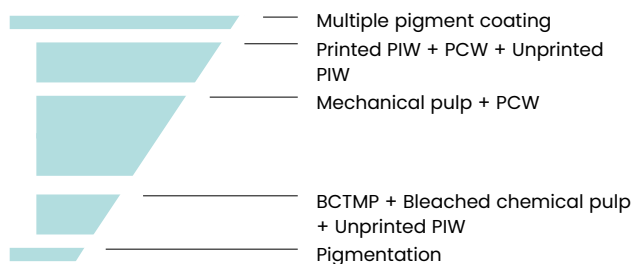 Multiple pigment coating
Printed PIW + PCW + Unprinted
PIW
Mechanical pulp + PCW
BCTMP + Bleached chemical pulp
+ Unprinted PIW
Pigmentation